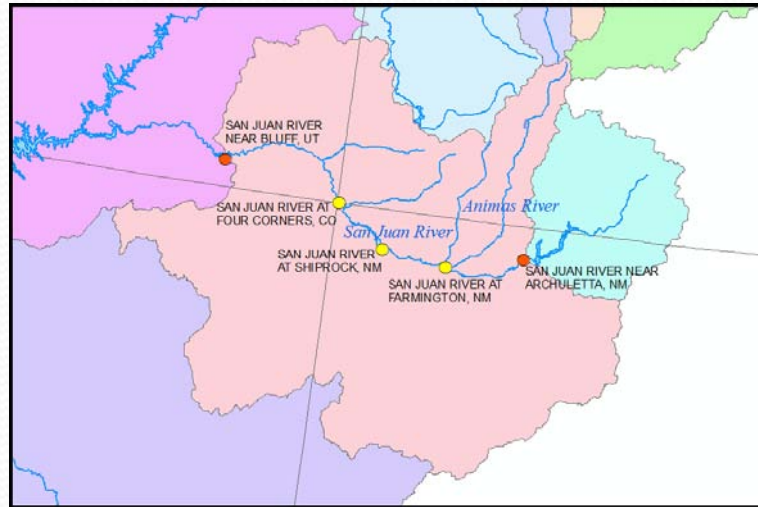 SAN JUAN RIVER
NEAR BLUFF, UT
SAN JUAN RIVER AT
FOUR CORNERS, CO
Animas River
San Juan River
SAN JUAN RIVER
AT SHIPROCK, NM
SAN JUAN RIVER AT
FARMINGTON, NM
SAN JUAN RIVER NEAR
ARCHULETTA, NM